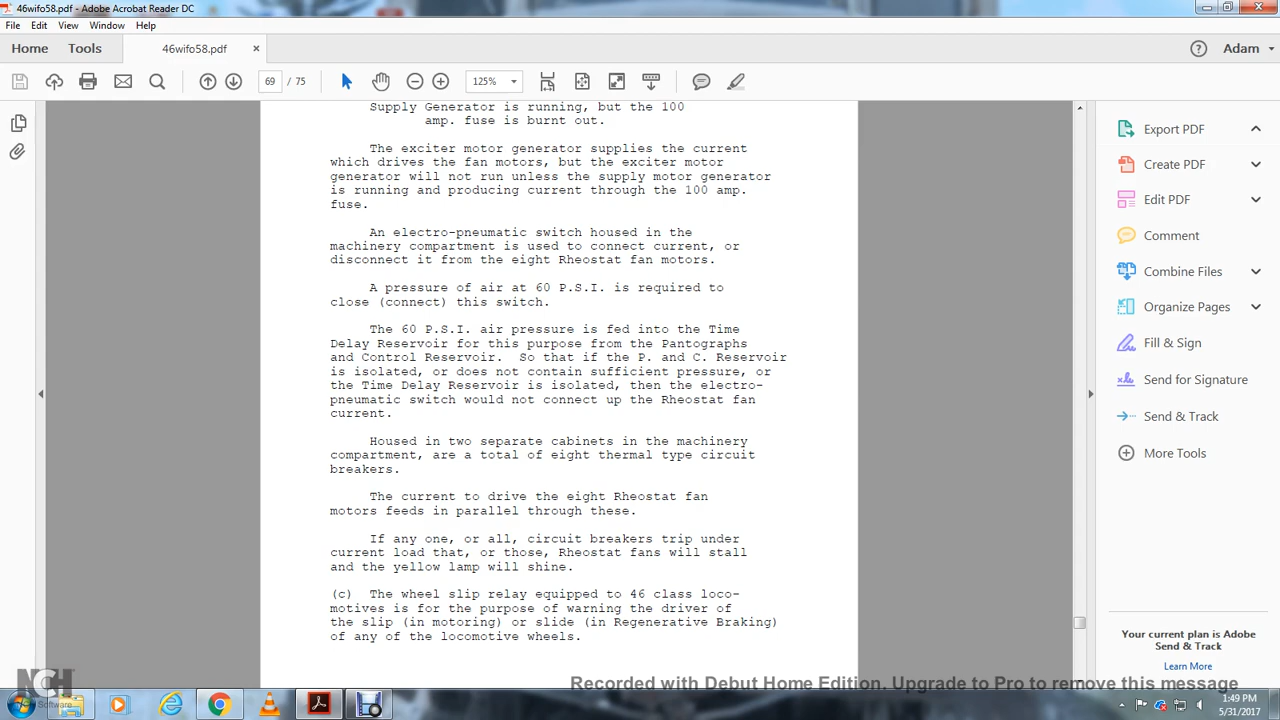 46wifo58.pdf - Adobe Acrobat Reader DC
File Edit View Window Help
Home Tools 46wifo58.pdf × Adam
69 / 75 125%
Supply Generator is running, but the 100
amp. fuse is burnt out.
The exciter motor generator supplies the current
which drives the fan motors, but the exciter motor
generator will not run unless the supply motor generator
is running and producing current through the 100 amp.
fuse.
An electro-pneumatic switch housed in the
machinery compartment is used to connect current, or
disconnect it from the eight Rheostat fan motors.
A pressure of air at 60 P.S.I. is required to
close (connect) this switch.
The 60 P.S.I. air pressure is fed into the Time
Delay Reservoir for this purpose from the Pantographs
and Control Reservoir. So that if the P. and C. Reservoir
is isolated, or does not contain sufficient pressure, or
the Time Delay Reservoir is isolated, then the electro-
pneumatic switch would not connect up the Rheostat fan
current.
Housed in two separate cabinets in the machinery
compartment, are a total of eight thermal type circuit
breakers.
The current to drive the eight Rheostat fan
motors feeds in parallel through these.
If any one, or all, circuit breakers trip under
current load that, or those, Rheostat fans will stall
and the yellow lamp will shine.
(c) The wheel slip relay equipped to 46 class loco-
motives is for the purpose of warning the driver of
the slip (in motoring) or slide (in Regenerative Braking)
of any of the locomotive wheels.
Export PDF
Create PDF
Edit PDF
Comment
Combine Files
Organize Pages
Fill & Sign
Send for Signature
Send & Track
More Tools
Your current plan is Adobe
Send & Track
Learn More
NCH
Software
Recorded with Debut Home Edition. Upgrade to Pro to remove this message
1:49 PM
5/31/2017